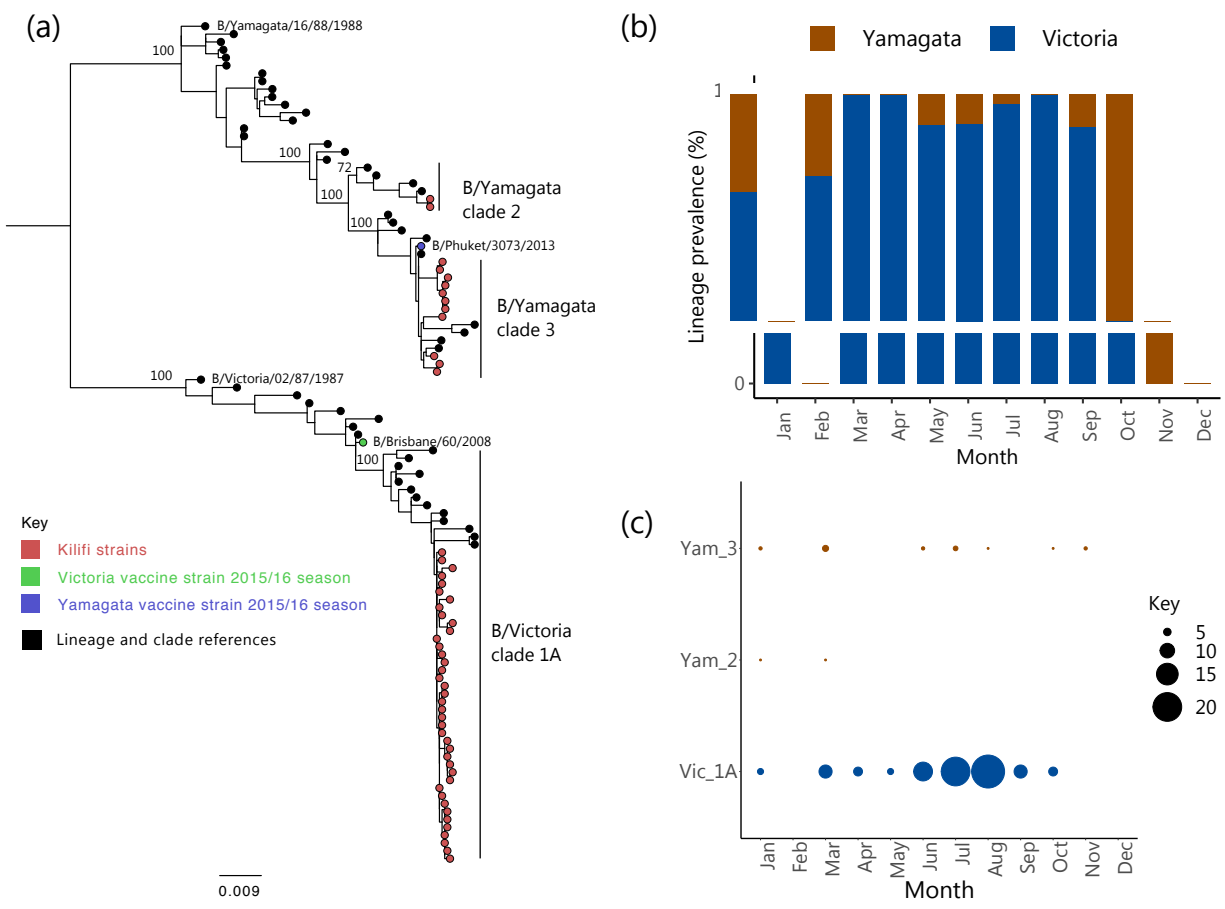 (a)
B/Yamagata/16/88/1988
100
100
72
100
B/Yamagata
clade 2
100
B/Phuket/3073/2013
B/Yamagata
clade 3
100
B/Victoria/02/87/1987
B/Brisbane/60/2008
100
B/Victoria
clade 1A
Key
Kilifi strains
Victoria vaccine strain 2015/16 season
Yamagata vaccine strain 2015/16 season
Lineage and clade references
0.009
(b)
Yamagata
Victoria
Lineage prevalence (%)
1
0
Jan
Feb
Mar
Apr
May
Jun
Jul
Aug
Sep
Oct
Nov
Dec
Month
(c)
Yam_3
Yam_2
Vic_1A
Key
5
10
15
20
Jan
Feb
Mar
Apr
May
Jun
Jul
Aug
Sep
Oct
Nov
Dec
Month